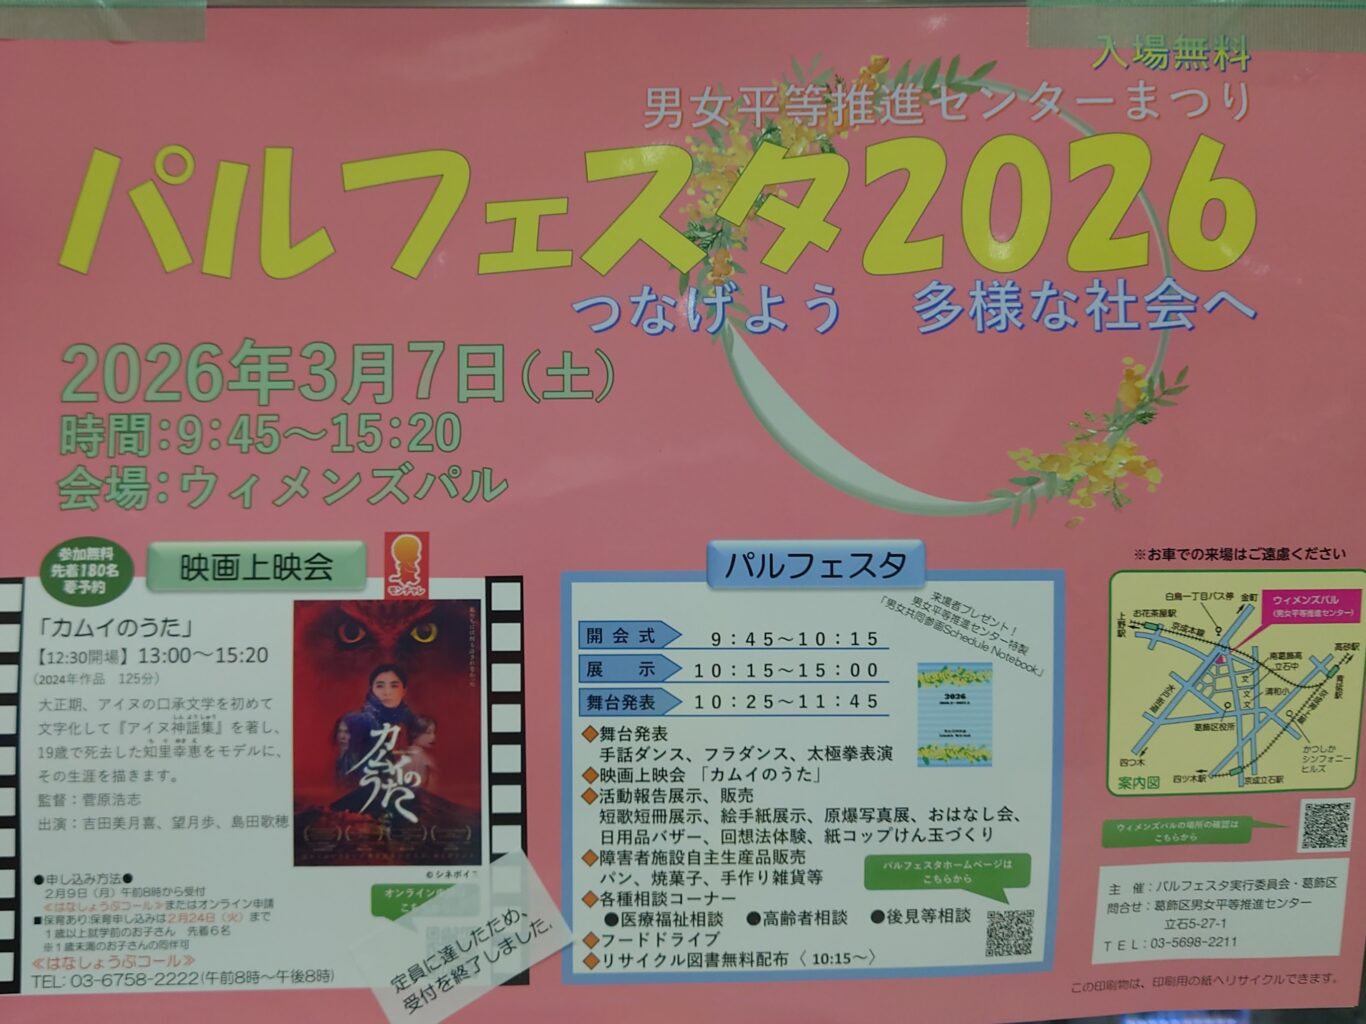 入場無料
男女平等推進センターまつり
パルフェスタ2026
つなげよう　多様な社会へ
2026年3月7日(土)
時間：9：45～15：20
会場：ウィメンズパル
参加無料
先着180名
要予約
映画上映会
モンチャレ
「カムイのうた」
【12:30開場】13:00～15:20
(2024年作品　125分)
大正期、アイヌの口承文学を初めて
文字化して『アイヌ神謡集』を著し、
19歳で死去した知里幸恵をモデルに、
その生涯を描きます。
監督：菅原浩志
出演：吉田美月喜、望月歩、島田歌穂
カムイのうた
©シネボイス
●申し込み方法●
2月9日（月）午前8時から受付
≪はなしょうぶコール≫またはオンライン申請
■保育あり:保育申し込みは2月24日（火）まで
1歳以上就学前のお子さん　先着6名
※1歳未満のお子さんの同伴可
≪はなしょうぶコール≫
TEL: 03-6758-2222(午前8時～午後8時)
定員に達したため、
受付を終了しました。
パルフェスタ
来場者プレゼント！
男女平等推進センター特製
「男女共同参画Schedule Notebook」
開会式　9：45～10：15
展示　10：15～15：00
舞台発表　10：25～11：45
2026
◆舞台発表
手話ダンス、フラダンス、太極拳表演
◆映画上映会 「カムイのうた」
◆活動報告展示、販売
短歌短冊展示、絵手紙展示、原爆写真展、おはなし会、
日用品バザー、回想法体験、紙コップけん玉づくり
◆障害者施設自主生産品販売
パン、焼菓子、手作り雑貨等
◆各種相談コーナー
●医療福祉相談　●高齢者相談　●後見等相談
◆フードドライブ
◆リサイクル図書無料配布〈 10:15～〉
パルフェスタホームページは
こちらから
※お車での来場はご遠慮ください
ウィメンズパル
(男女平等推進センター)
白鳥一丁目バス停
金町
お花茶屋駅
上野駅
京成本線
高砂駅
南葛飾高
立石中
青砥駅
清和小
文
文
文
葛飾区役所
かつしか
シンフォニー
ヒルズ
四つ木
四ツ木駅
京成立石駅
案内図
ウィメンズパルの場所の確認は
こちらから
主　催：パルフェスタ実行委員会・葛飾区
問合せ：葛飾区男女平等推進センター
立石5-27-1
ＴＥＬ：03-5698-2211
この印刷物は、印刷用の紙へリサイクルできます。